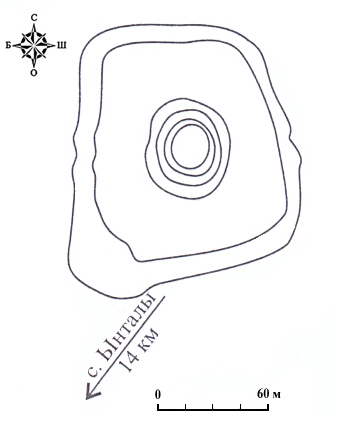 С
Б Ш
О
с. Ынталы
14 км
0 60 м